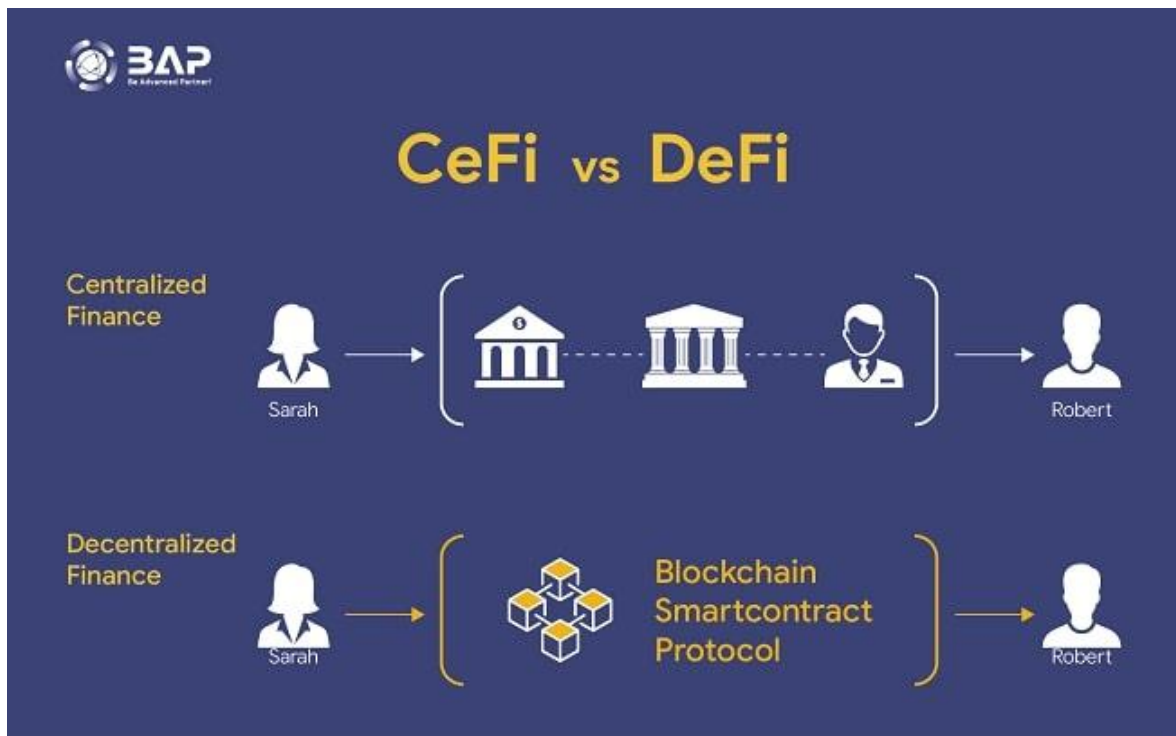 BAP
Be Advanced Partner!
CeFi vs DeFi
Centralized
Finance
$
Sarah
Robert
Decentralized
Finance
Blockchain
Smartcontract
Protocol
Sarah
Robert